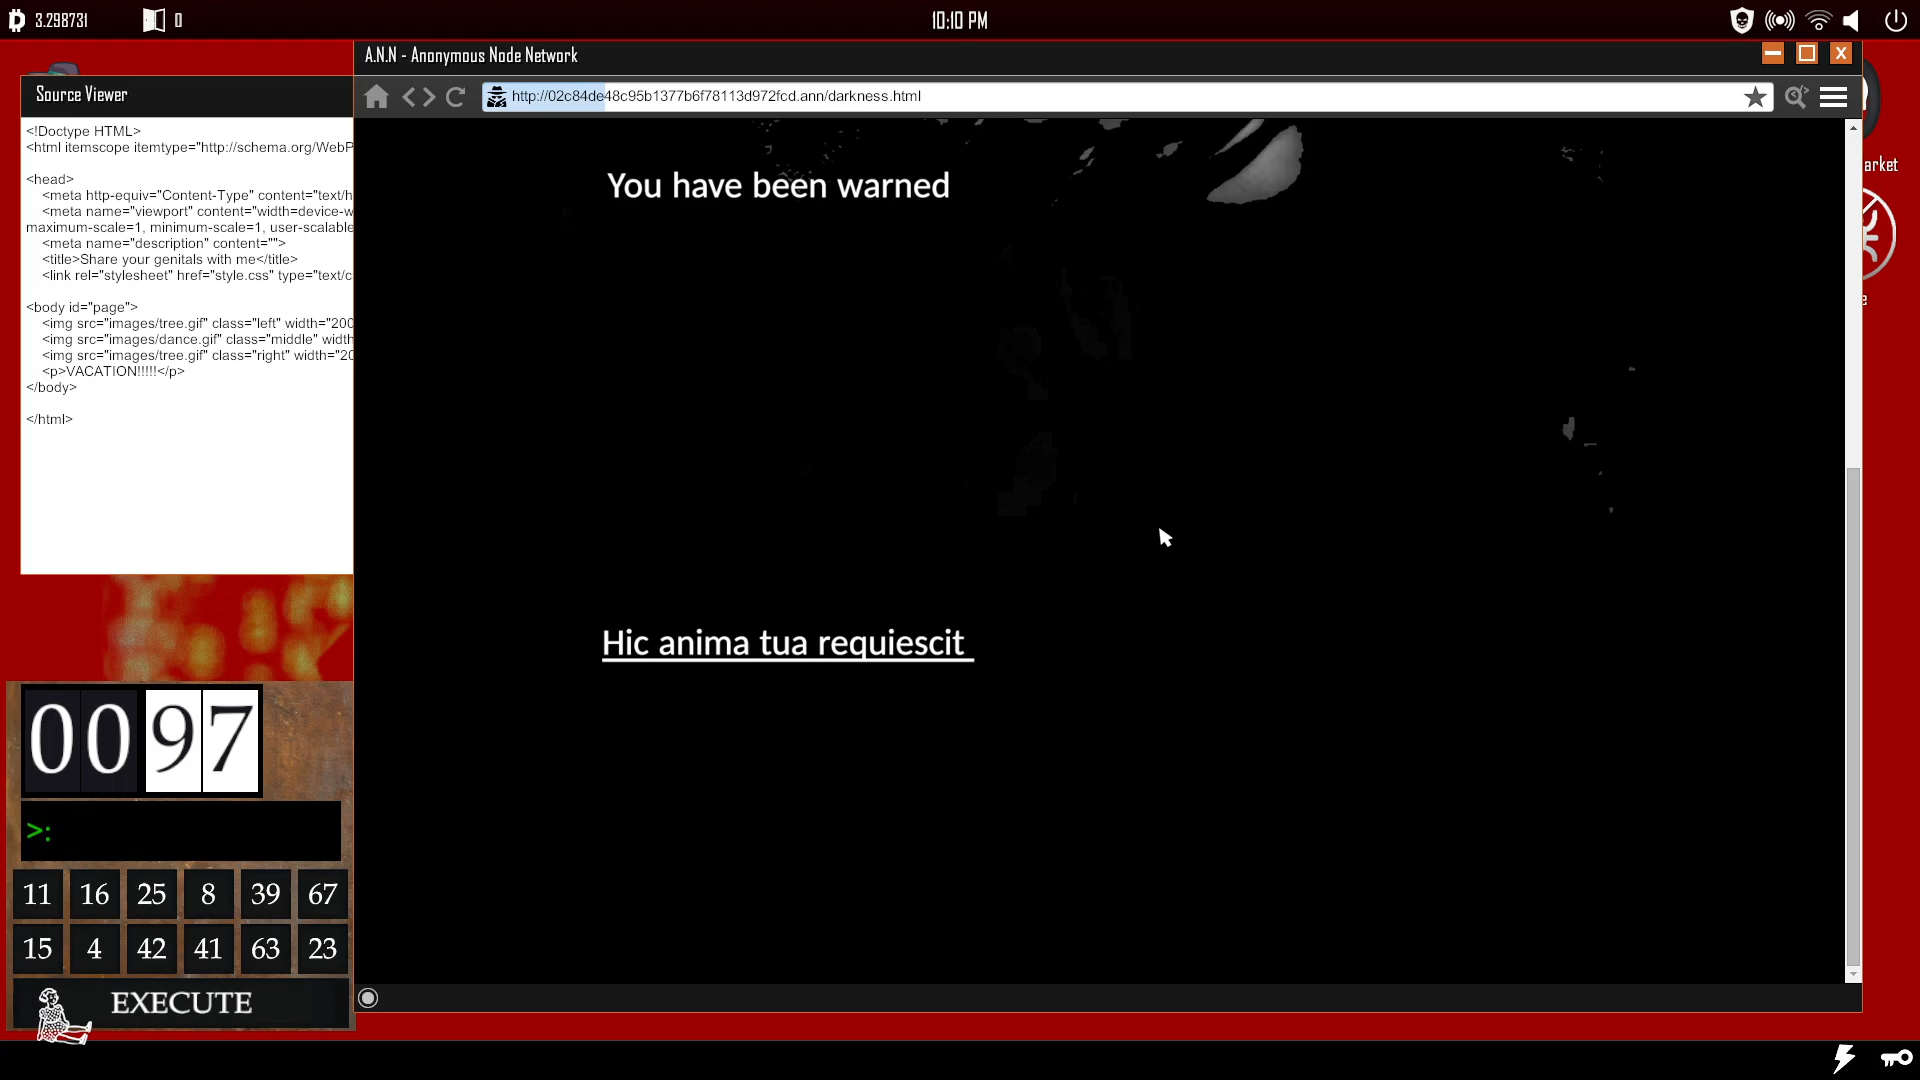 3.298731
0
10:10 PM
A.N.N - Anonymous Node Network
Source Viewer
http://02c84de48c95b1377b6f78113d972fcd.ann/darkness.html
<!Doctype HTML>
<html itemscope itemtype="http://schema.org/WebP
<head>
<meta http-equiv="Content-Type" content="text/h
<meta name="viewport" content="width=device-w
maximum-scale=1, minimum-scale=1, user-scalable
<meta name="description" content="">
<title>Share your genitals with me</title>
<link rel="stylesheet" href="style.css" type="text/c
<body id="page">
<img src="images/tree.gif" class="left" width="200
<img src="images/dance.gif" class="middle" width
<img src="images/tree.gif" class="right" width="20
<p>VACATION!!!!!</p>
</body>
</html>
You have been warned
Hic anima tua requiescit
arket
e
0097
>:
11 16 25 8 39 67
15 4 42 41 63 23
EXECUTE